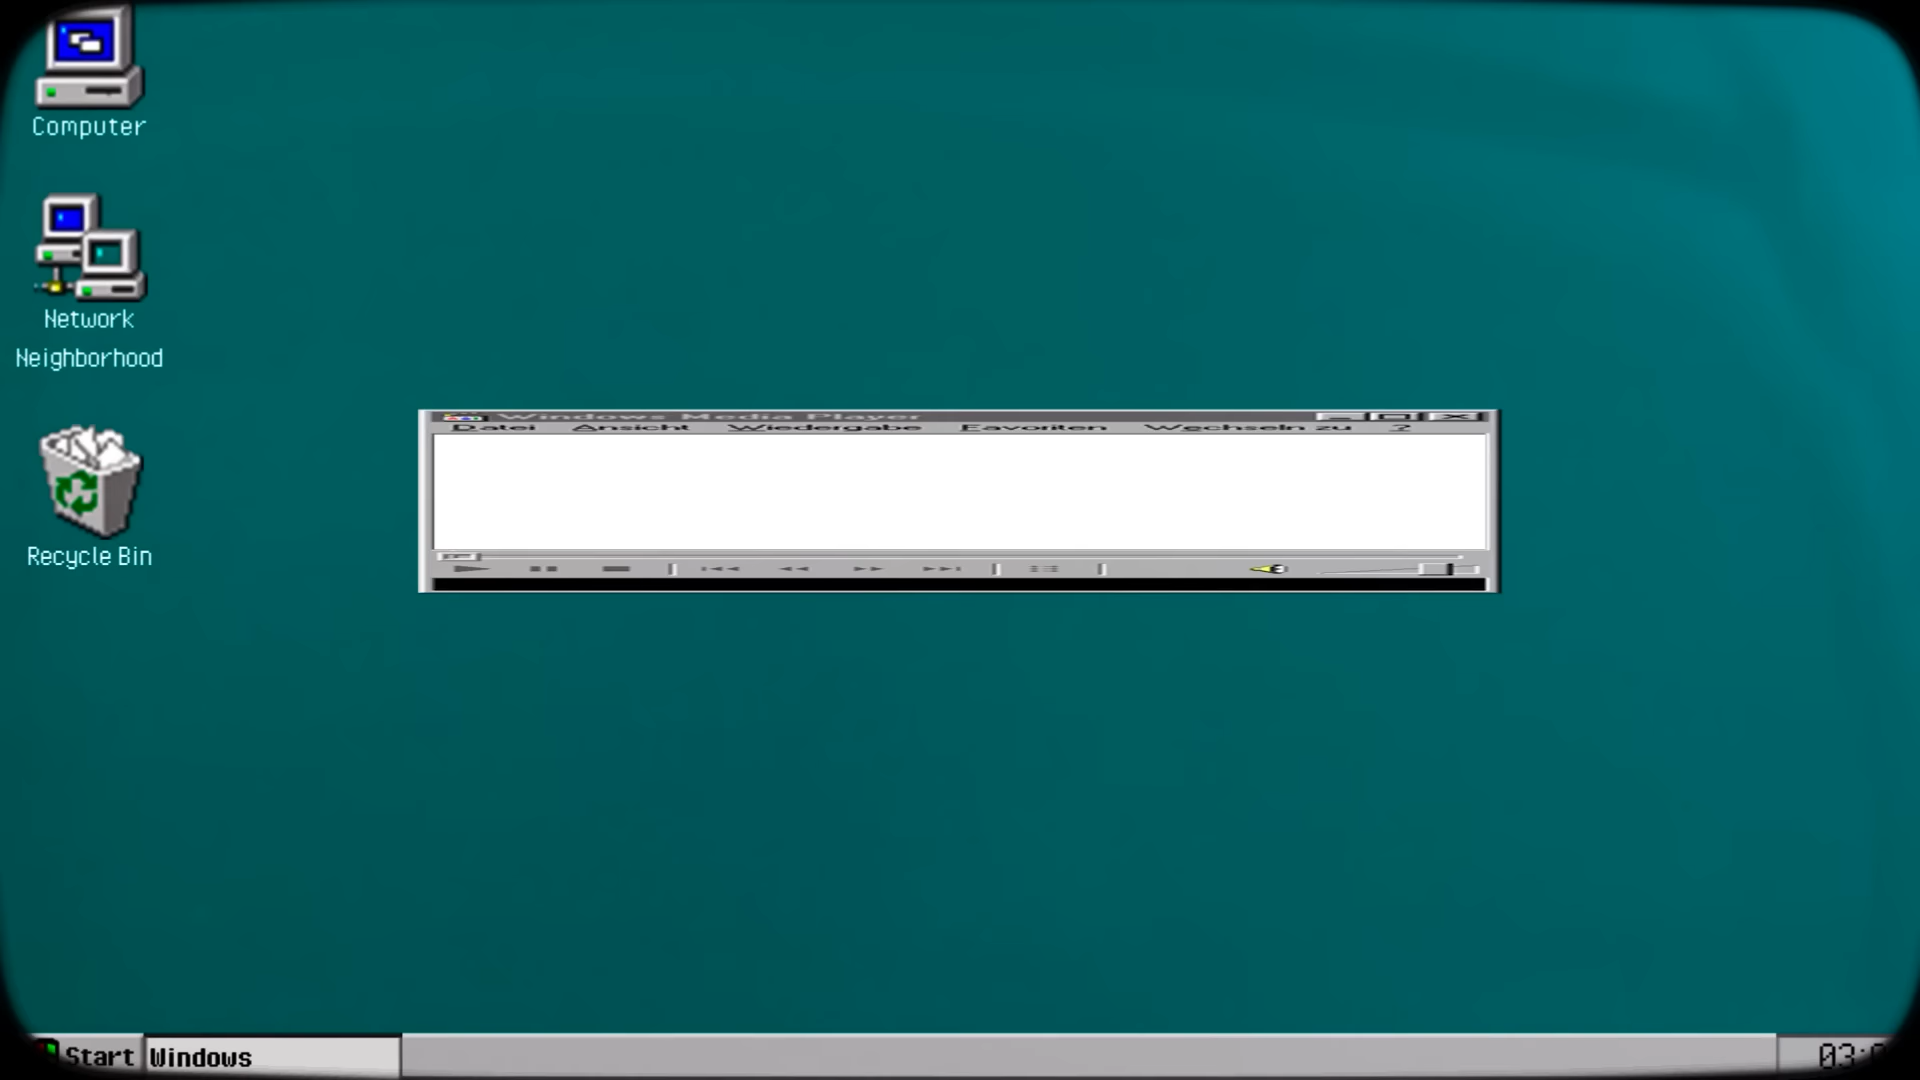 Computer
Network
Neighborhood
Recycle Bin
Windows Media Player
Datei Ansicht Wiedergabe Favoriten Wechseln zu ?
Start Windows